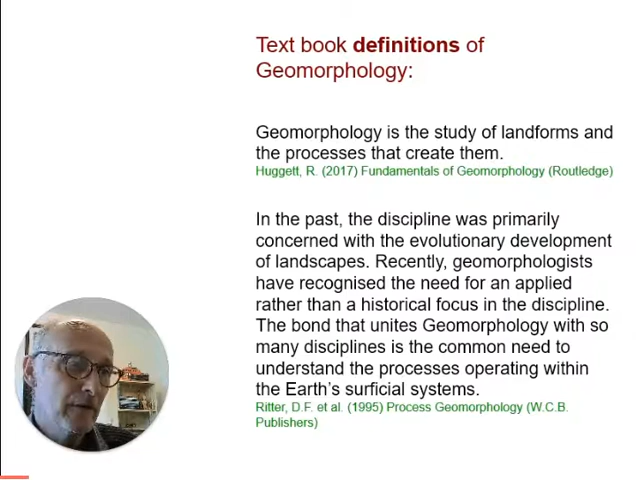 Text book definitions of
Geomorphology:
Geomorphology is the study of landforms and
the processes that create them.
Huggett, R. (2017) Fundamentals of Geomorphology (Routledge)
In the past, the discipline was primarily
concerned with the evolutionary development
of landscapes. Recently, geomorphologists
have recognised the need for an applied
rather than a historical focus in the discipline.
The bond that unites Geomorphology with so
many disciplines is the common need to
understand the processes operating within
the Earth's surficial systems.
Ritter, D.F. et al. (1995) Process Geomorphology (W.C.B.
Publishers)